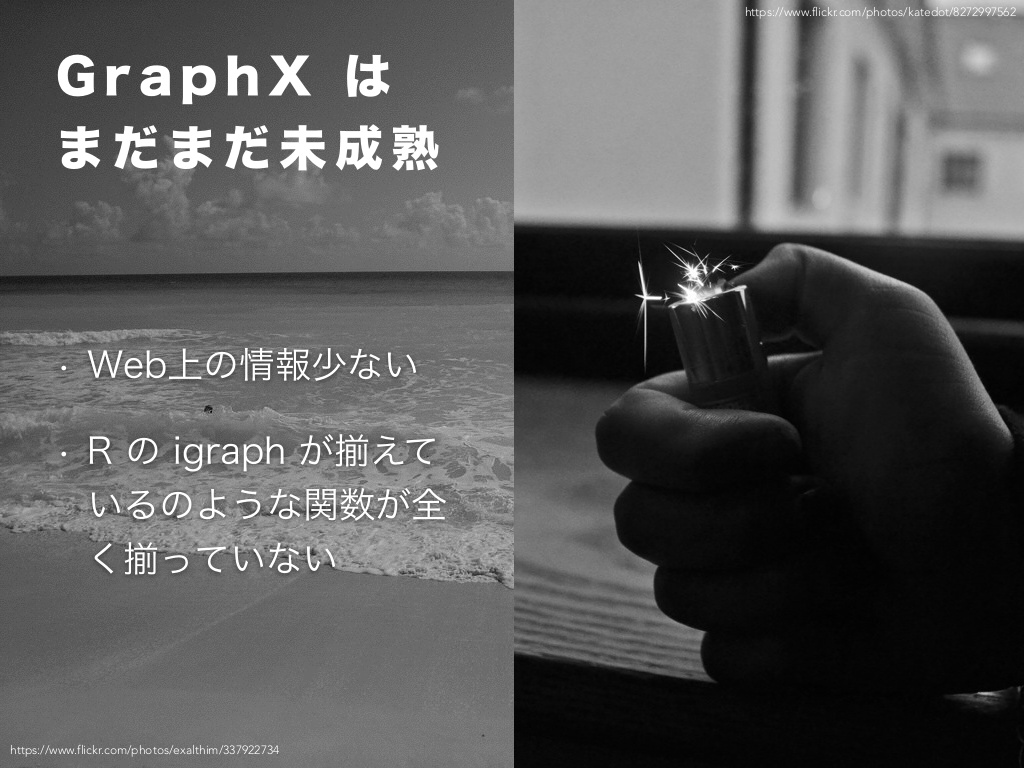 GraphX は
まだまだ未成熟
・ Web上の情報少ない
・ R の igraph が揃えて
いるのような関数が全
く揃っていない
https://www.flickr.com/photos/exalthim/337922734
https://www.flickr.com/photos/katedot/8272997562